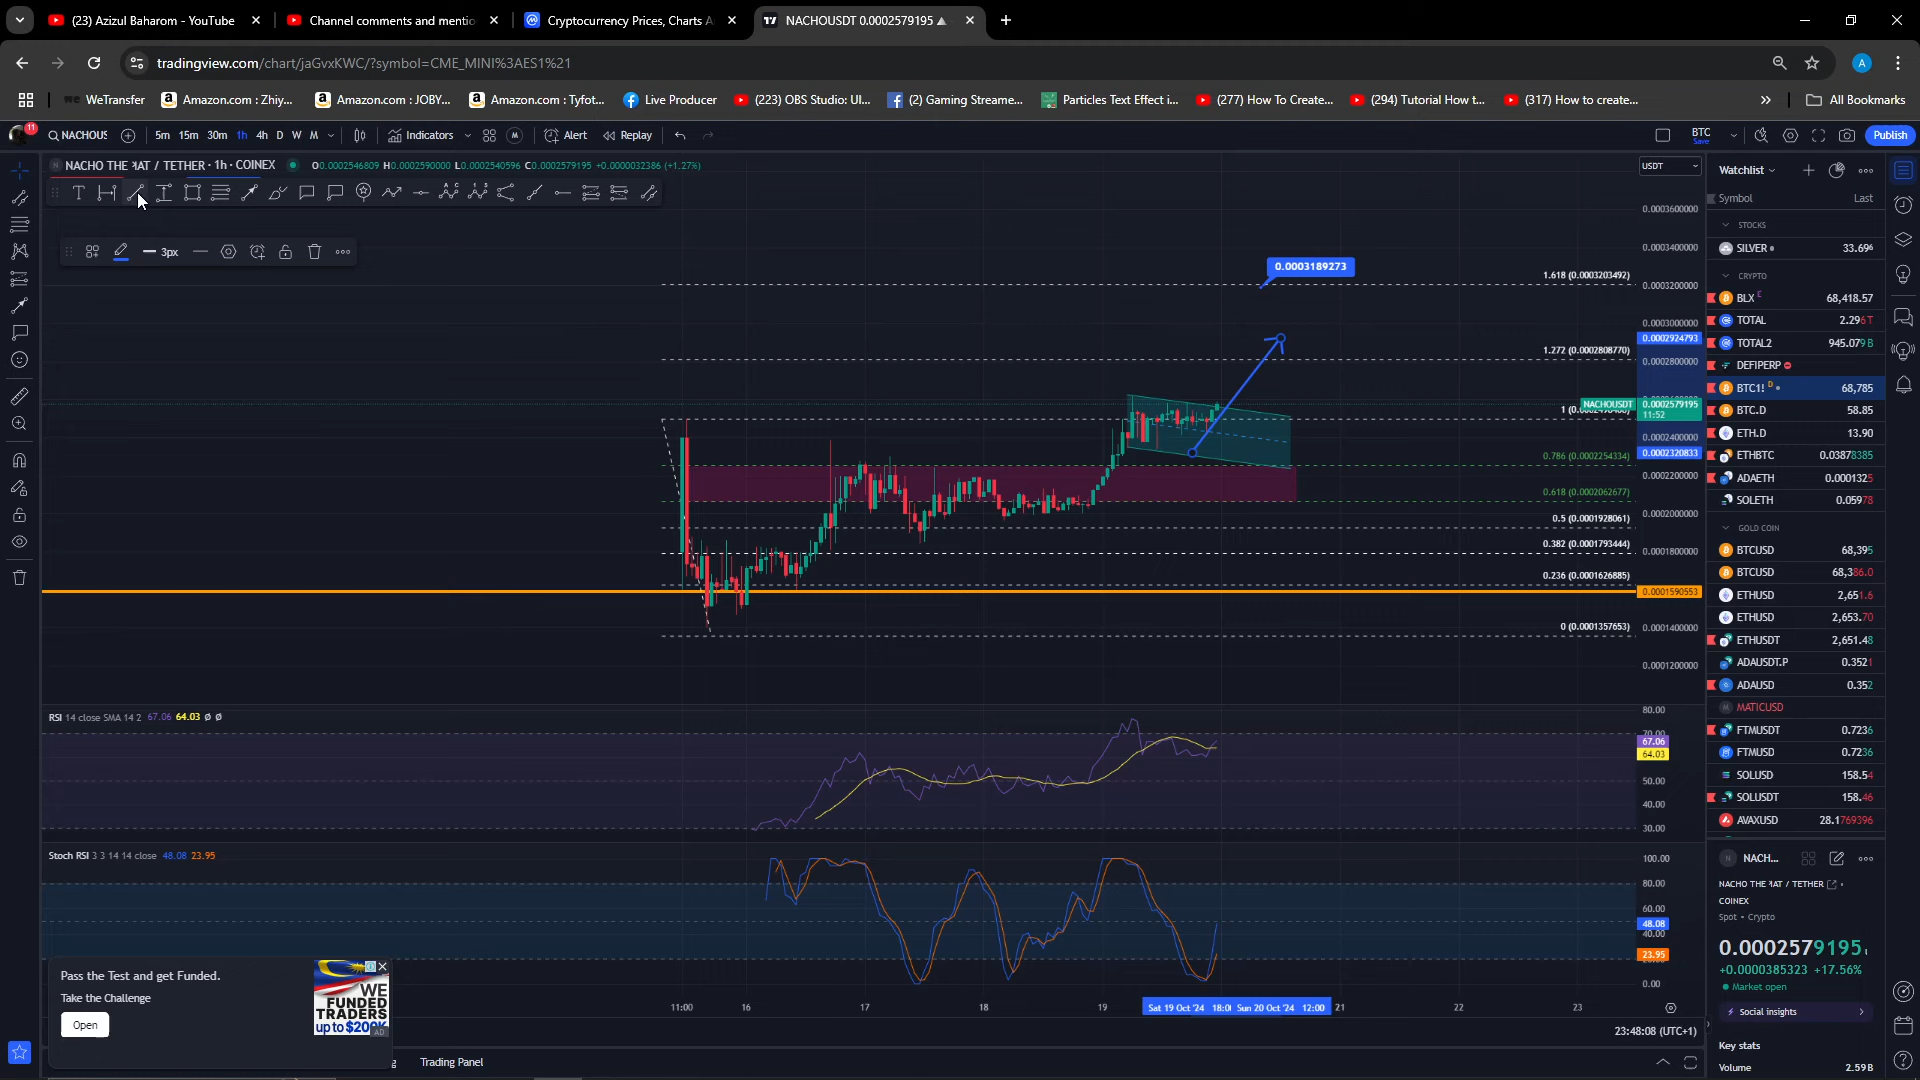 (23) Azizul Baharom - YouTube
Channel comments and mentio
Cryptocurrency Prices, Charts A
NACHOUSDT 0.0002579195 ▲
tradingview.com/chart/jaGvxKWC/?symbol=CME_MINI%3AES1%21
A
we WeTransfer
Amazon.com : Zhiy...
Amazon.com : JOBY...
Amazon.com : Tyfot...
Live Producer
(223) OBS Studio: Ul...
(2) Gaming Streame...
Particles Text Effect i...
(277) How To Create...
(294) Tutorial How t...
(317) How to create...
All Bookmarks
11
NACHOUS
5m 15m 30m 1h 4h D W M
Indicators
Alert
Replay
BTC
Save
Publish
NACHO THE KAT / TETHER · 1h · COINEX
O0.0002546809 H0.0002590000 L0.0002540596 C0.0002579195 +0.0000032386 (+1.27%)
USDT
3px
0.0003189273
1.618 (0.0003203492)
1.272 (0.0002808770)
0.786 (0.0002254334)
0.618 (0.0002062677)
0.5 (0.0001928061)
0.382 (0.0001793444)
0.236 (0.0001626885)
0 (0.0001357653)
0.0003600000
0.0003400000
0.0003200000
0.0003000000
0.0002924793
0.0002800000
NACHOUSDT 0.0002579195
11:52
0.0002400000
0.0002320833
0.0002200000
0.0002000000
0.0001800000
0.0001590553
0.0001400000
0.0001200000
RSI 14 close SMA 14 2 67.06 64.03 ø ø
80.00
70.00
67.06
64.03
50.00
40.00
30.00
Stoch RSI 3 3 14 14 close 48.08 23.95
100.00
80.00
60.00
48.08
40.00
23.95
0.00
11:00 16 17 18 19 Sat 19 Oct '24 18:0 Sun 20 Oct '24 12:00 21 22 23
23:48:08 (UTC+1)
Pass the Test and get Funded.
Take the Challenge
Open
WE
FUNDED
TRADERS
up to $200K
AD
Trading Panel
Watchlist
Symbol Last
STOCKS
SILVER 33.696
CRYPTO
BLX E 68,418.57
TOTAL 2.296T
TOTAL2 945.079B
DEFIPERP
BTC1! D 68,785
BTC.D 58.85
ETH.D 13.90
ETHBTC 0.03878385
ADAETH 0.0001325
SOLETH 0.05978
GOLD COIN
BTCUSD 68,395
BTCUSD 68,386.0
ETHUSD 2,651.6
ETHUSD 2,653.70
ETHUSDT 2,651.48
ADAUSDT.P 0.3521
ADAUSD 0.352
MATICUSD
FTMUSDT 0.7236
FTMUSD 0.7236
SOLUSD 158.54
SOLUSDT 158.46
AVAXUSD 28.1769396
NACH...
NACHO THE KAT / TETHER
COINEX
Spot • Crypto
0.0002579195
+0.0000385323 +17.56%
Market open
Social insights
Key stats
Volume 2.59B